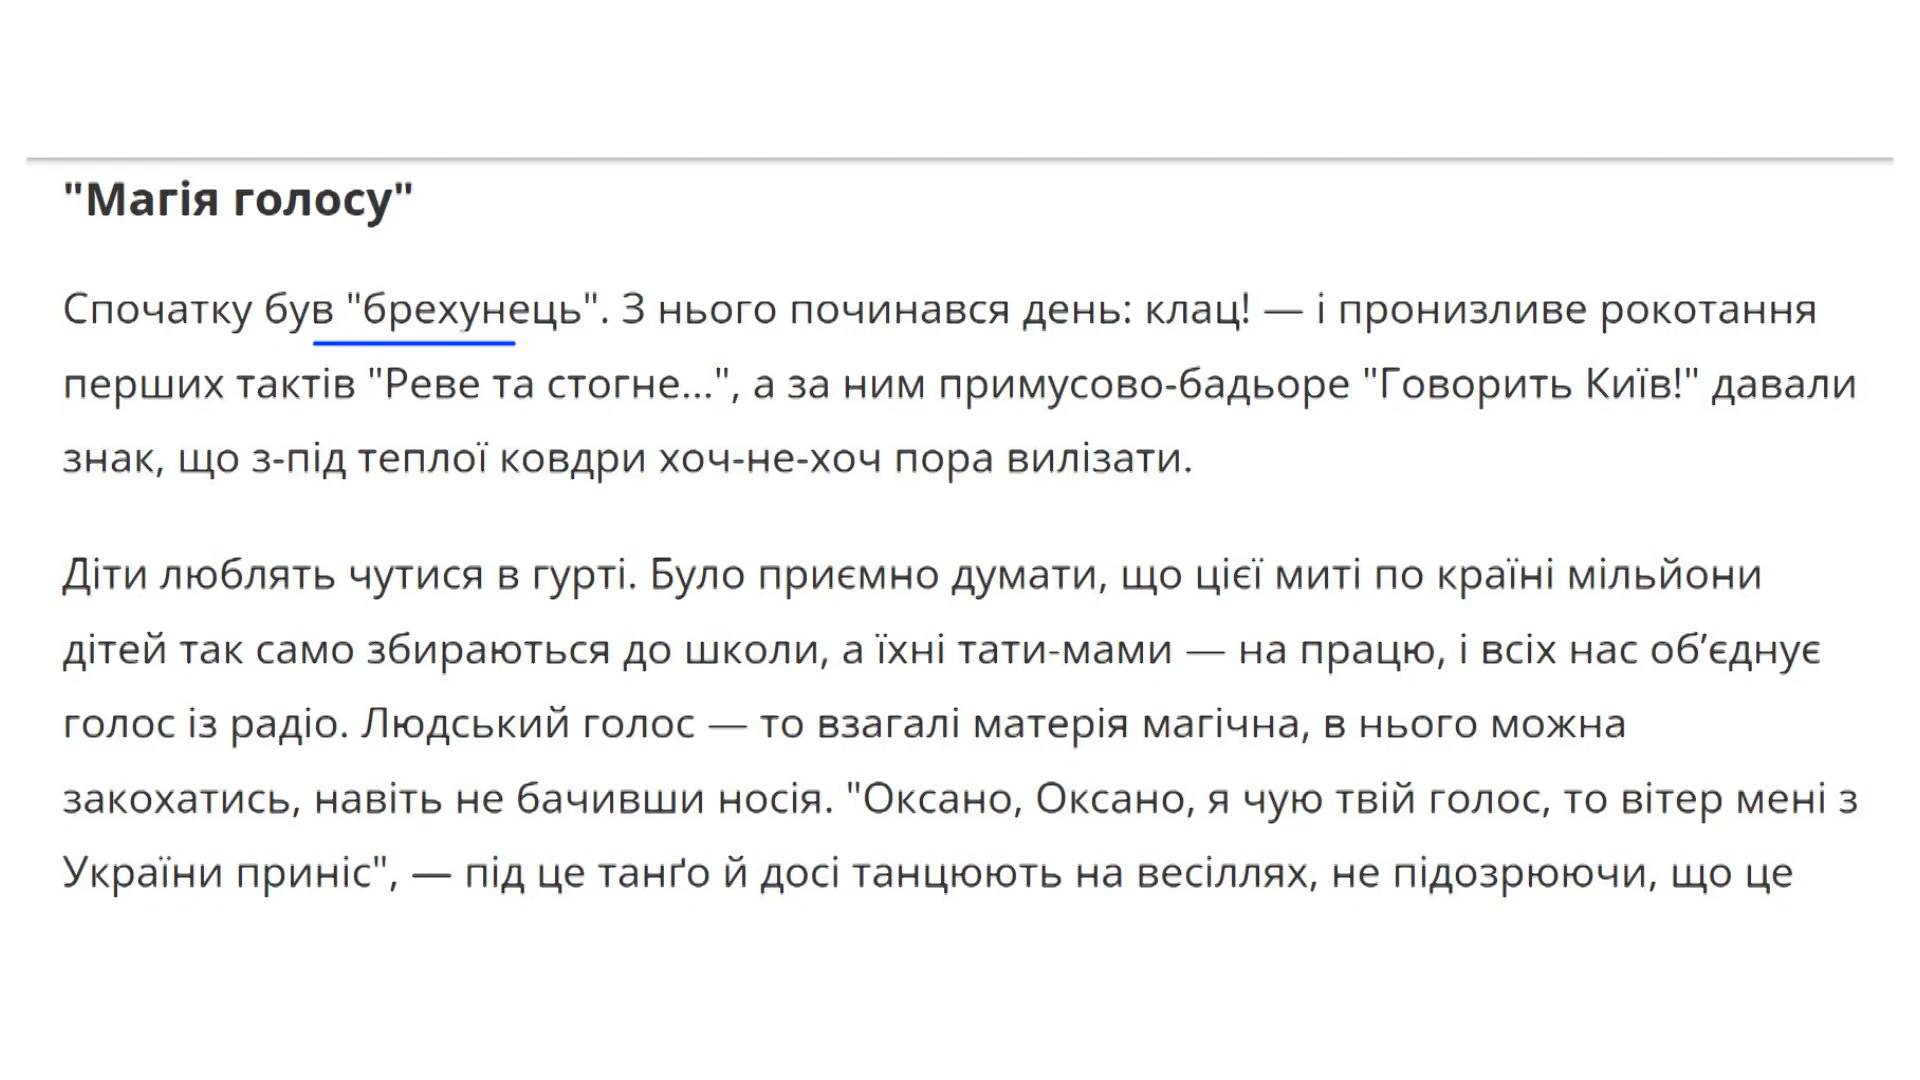 "Магія голосу"
Спочатку був "брехунець". З нього починався день: клац! — і пронизливе рокотання
перших тактів "Реве та стогне...", а за ним примусово-бадьоре "Говорить Київ!" давали
знак, що з-під теплої ковдри хоч-не-хоч пора вилізати.
Діти люблять чутися в гурті. Було приємно думати, що цієї миті по країні мільйони
дітей так само збираються до школи, а їхні тати-мами — на працю, і всіх нас об’єднує
голос із радіо. Людський голос — то взагалі матерія магічна, в нього можна
закохатись, навіть не бачивши носія. "Оксано, Оксано, я чую твій голос, то вітер мені з
України приніс", — під це танґо й досі танцюють на весіллях, не підозрюючи, що це